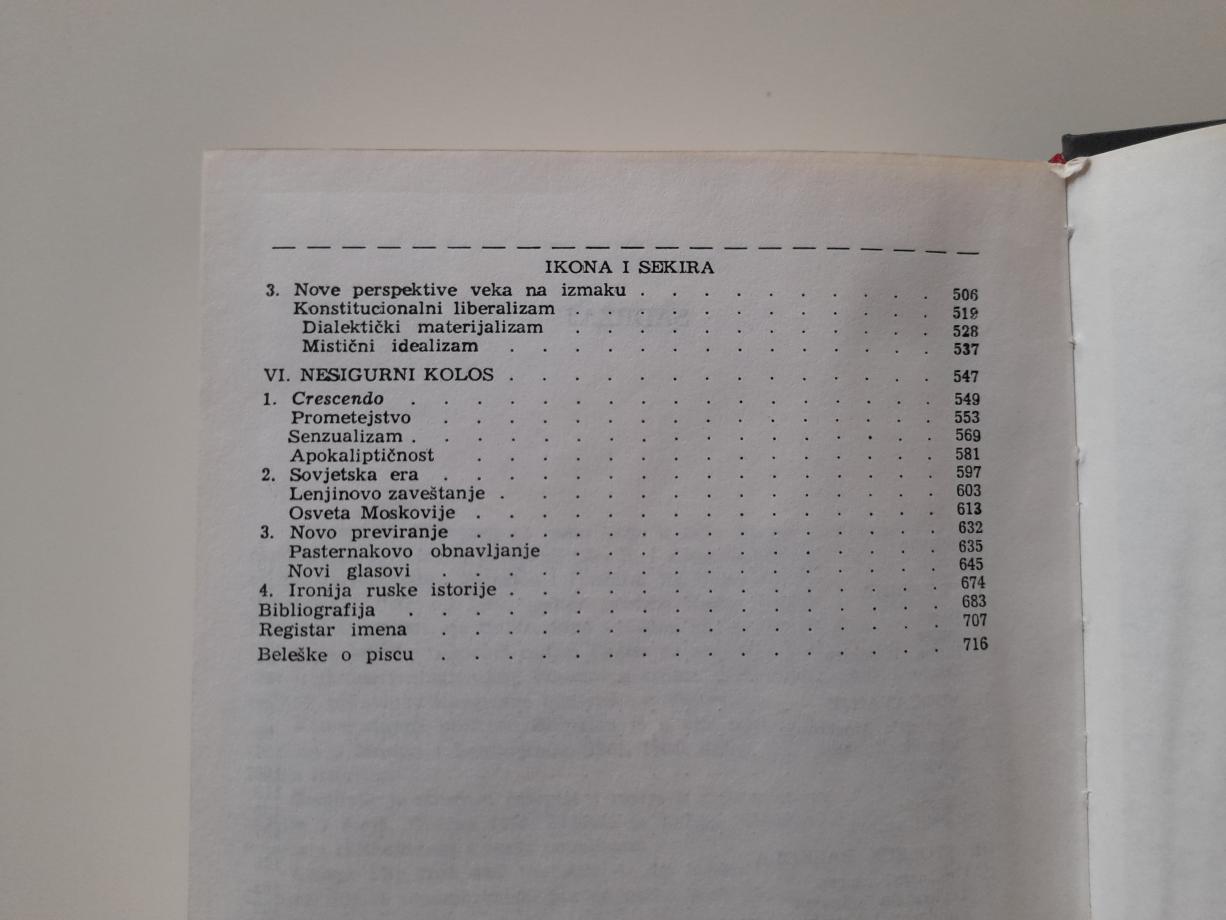 IKONA I SEKIRA
3. Nove perspektive veka na izmaku . . . . . . . . . . . 506
Konstitucionalni liberalizam . . . . . . . . . . . 519
Dialektički materijalizam . . . . . . . . . . . 528
Mistični idealizam . . . . . . . . . . . . . 537
VI. NESIGURNI KOLOS . . . . . . . . . . . . . 547
1. Crescendo . . . . . . . . . . . . . . . . 549
Prometejstvo . . . . . . . . . . . . . . . 553
Senzualizam . . . . . . . . . . . . . . . . 569
Apokaliptičnost . . . . . . . . . . . . . . 581
2. Sovjetska era . . . . . . . . . . . . . . . 597
Lenjinovo zaveštanje . . . . . . . . . . . . . 603
Osveta Moskovije . . . . . . . . . . . . . . 613
3. Novo previranje . . . . . . . . . . . . . . . 632
Pasternakovo obnavljanje . . . . . . . . . . . 635
Novi glasovi . . . . . . . . . . . . . . . 645
4. Ironija ruske istorije . . . . . . . . . . . . . 674
Bibliografija . . . . . . . . . . . . . . . . 683
Registar imena . . . . . . . . . . . . . . . 707
Beleške o piscu . . . . . . . . . . . . . . . 716